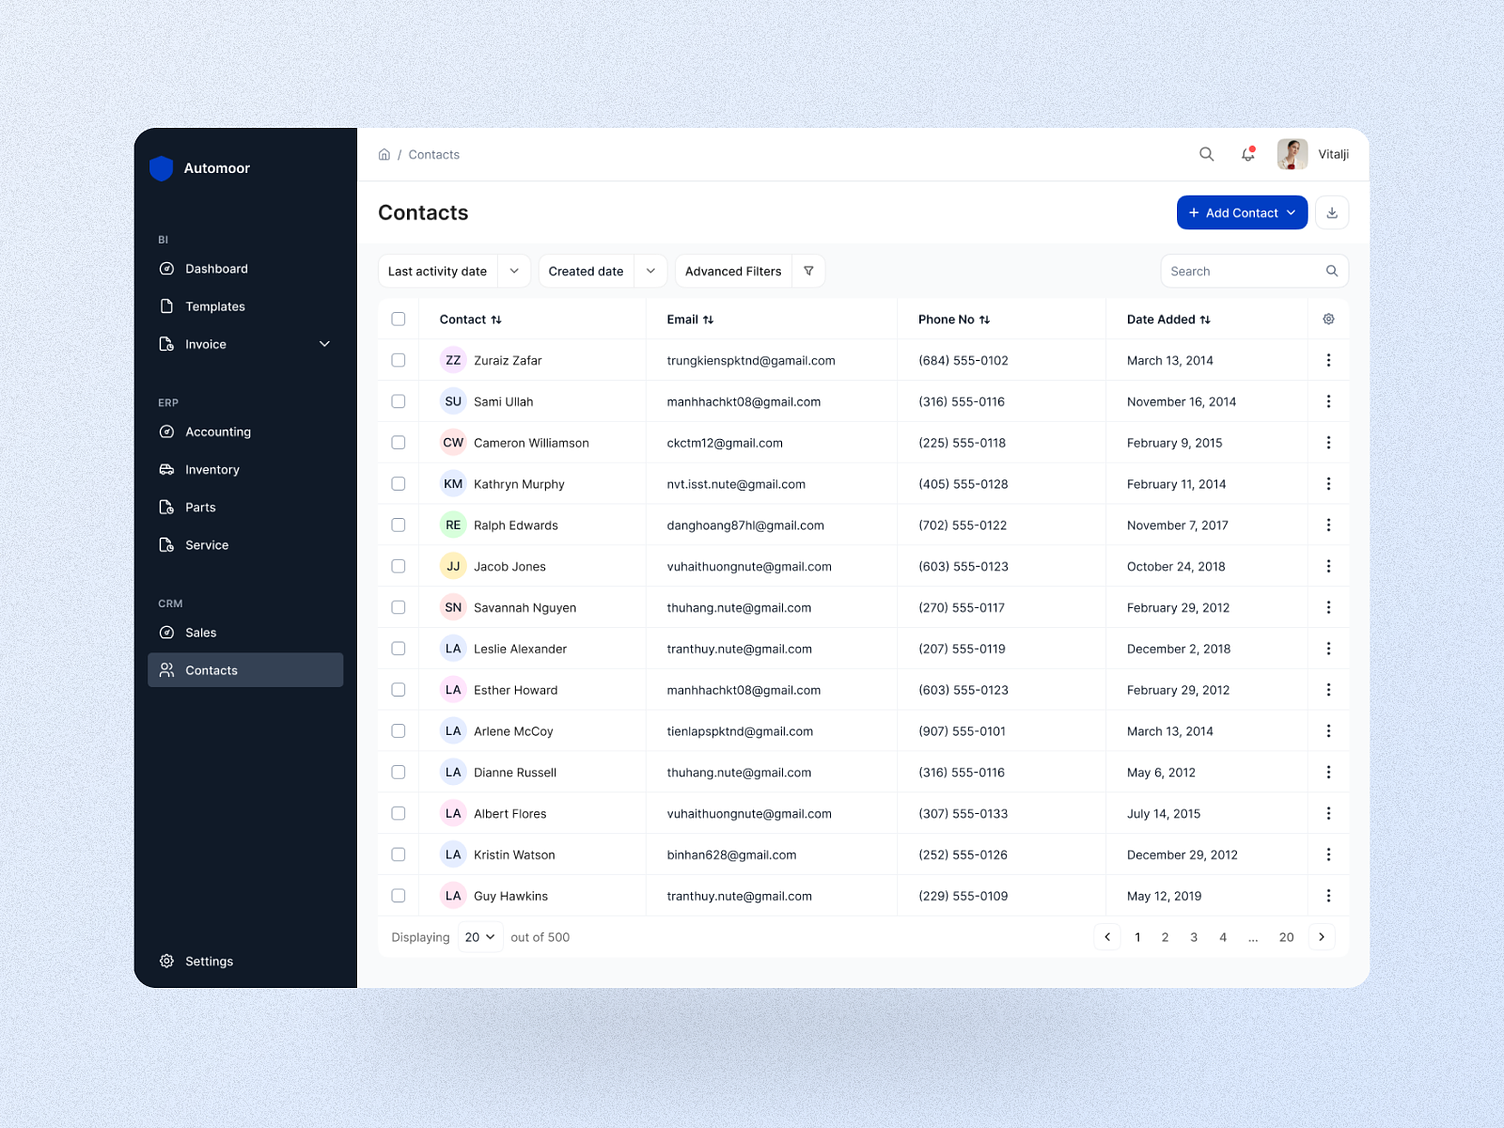 Automoor
BI
Dashboard
Templates
Invoice
ERP
Accounting
Inventory
Parts
Service
CRM
Sales
Contacts
Settings
/ Contacts
Vitalji
Contacts
+ Add Contact
Last activity date
Created date
Advanced Filters
Search
Contact Email Phone No Date Added
ZZ Zuraiz Zafar trungkienspktnd@gamail.com (684) 555-0102 March 13, 2014
SU Sami Ullah manhhachkt08@gmail.com (316) 555-0116 November 16, 2014
CW Cameron Williamson ckctm12@gmail.com (225) 555-0118 February 9, 2015
KM Kathryn Murphy nvt.isst.nute@gmail.com (405) 555-0128 February 11, 2014
RE Ralph Edwards danghoang87hl@gmail.com (702) 555-0122 November 7, 2017
JJ Jacob Jones vuhaithuongnute@gmail.com (603) 555-0123 October 24, 2018
SN Savannah Nguyen thuhang.nute@gmail.com (270) 555-0117 February 29, 2012
LA Leslie Alexander tranthuy.nute@gmail.com (207) 555-0119 December 2, 2018
LA Esther Howard manhhachkt08@gmail.com (603) 555-0123 February 29, 2012
LA Arlene McCoy tienlapspktnd@gmail.com (907) 555-0101 March 13, 2014
LA Dianne Russell thuhang.nute@gmail.com (316) 555-0116 May 6, 2012
LA Albert Flores vuhaithuongnute@gmail.com (307) 555-0133 July 14, 2015
LA Kristin Watson binhan628@gmail.com (252) 555-0126 December 29, 2012
LA Guy Hawkins tranthuy.nute@gmail.com (229) 555-0109 May 12, 2019
Displaying 20 out of 500 1 2 3 4 ... 20